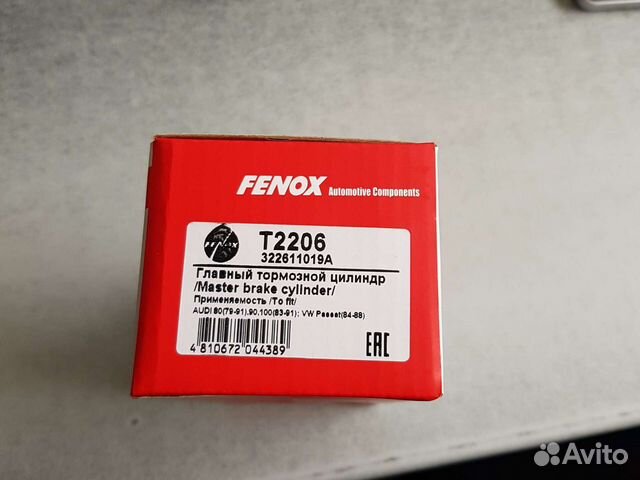 FENOX Automotive Components
FENOX
T2206
322611019A
Главный тормозной цилиндр
/Master brake cylinder/
Применяемость /To fit/
AUDI 80(79-91),90,100(83-91); VW Passat(84-88)
4 810672 044389
EAC
Avito